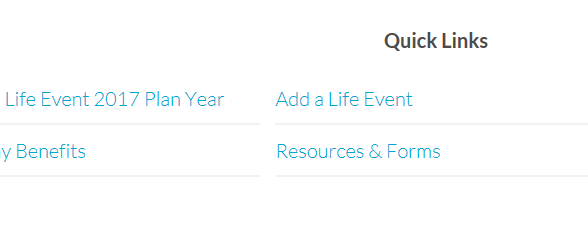 Quick Links
Life Event 2017 Plan Year
Add a Life Event
Benefits
Resources & Forms